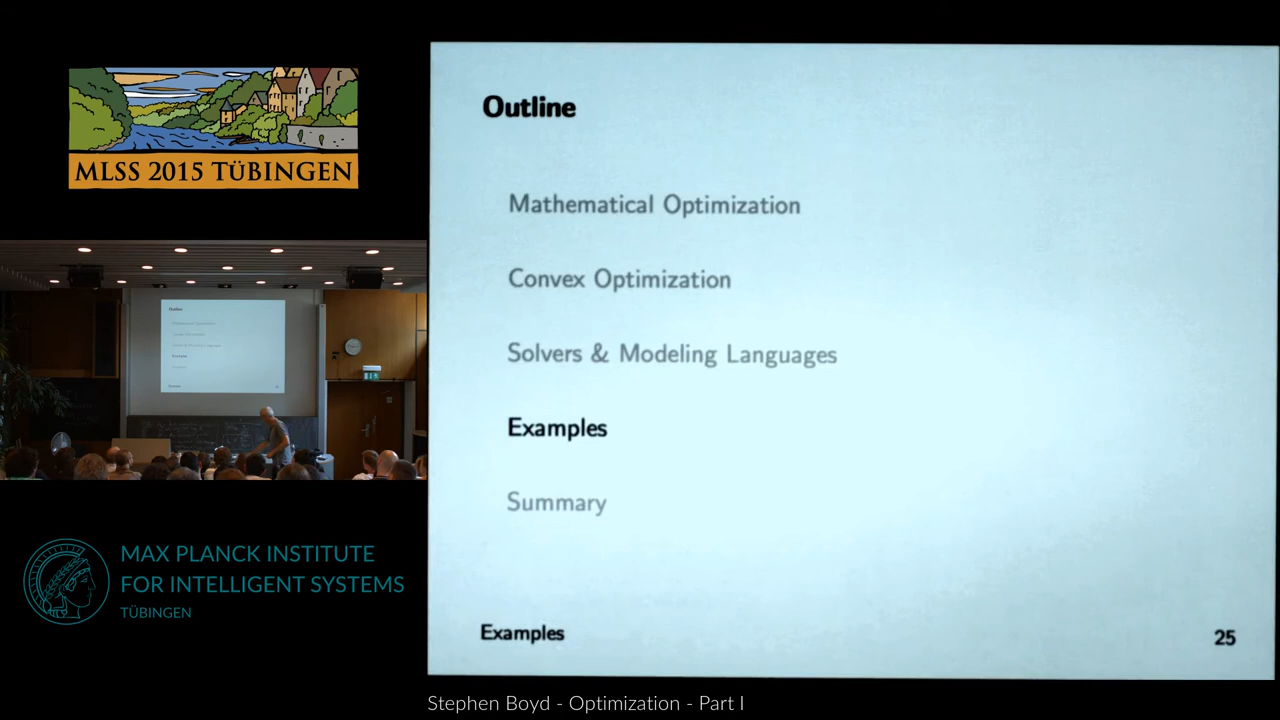 MLSS 2015 TÜBINGEN
MAX PLANCK INSTITUTE
FOR INTELLIGENT SYSTEMS
TÜBINGEN
Outline
Mathematical Optimization
Convex Optimization
Solvers & Modeling Languages
Examples
Summary
Examples
25
Stephen Boyd - Optimization - Part I